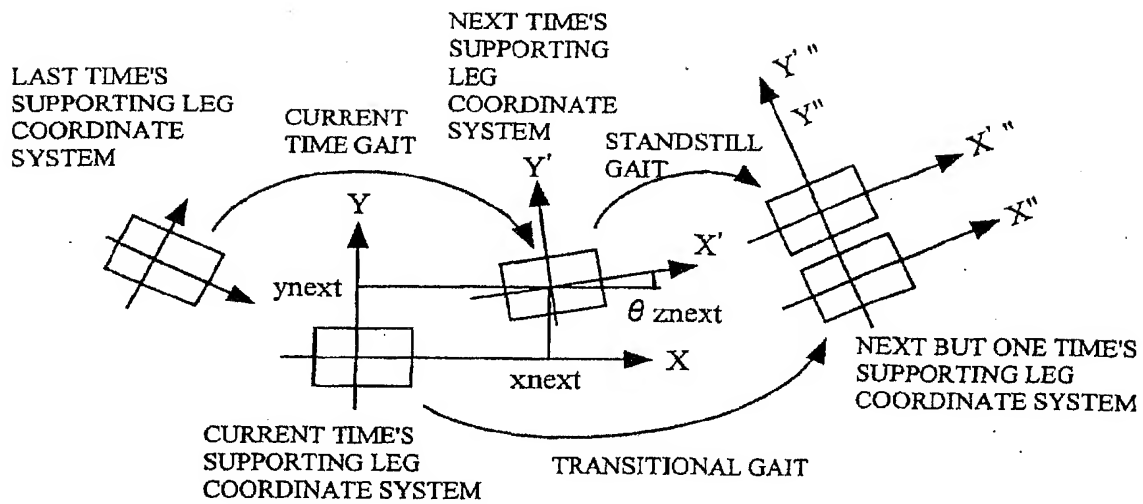 NEXT TIME'S
SUPPORTING
LEG
COORDINATE
SYSTEM
LAST TIME'S
SUPPORTING LEG
COORDINATE
SYSTEM
CURRENT
TIME GAIT
STANDSTILL
GAIT
Y' "
Y"
X' "
X"
Y'
X'
Y
ynext
θ znext
xnext
X
NEXT BUT ONE TIME'S
SUPPORTING LEG
COORDINATE SYSTEM
CURRENT TIME'S
SUPPORTING LEG
COORDINATE SYSTEM
TRANSITIONAL GAIT